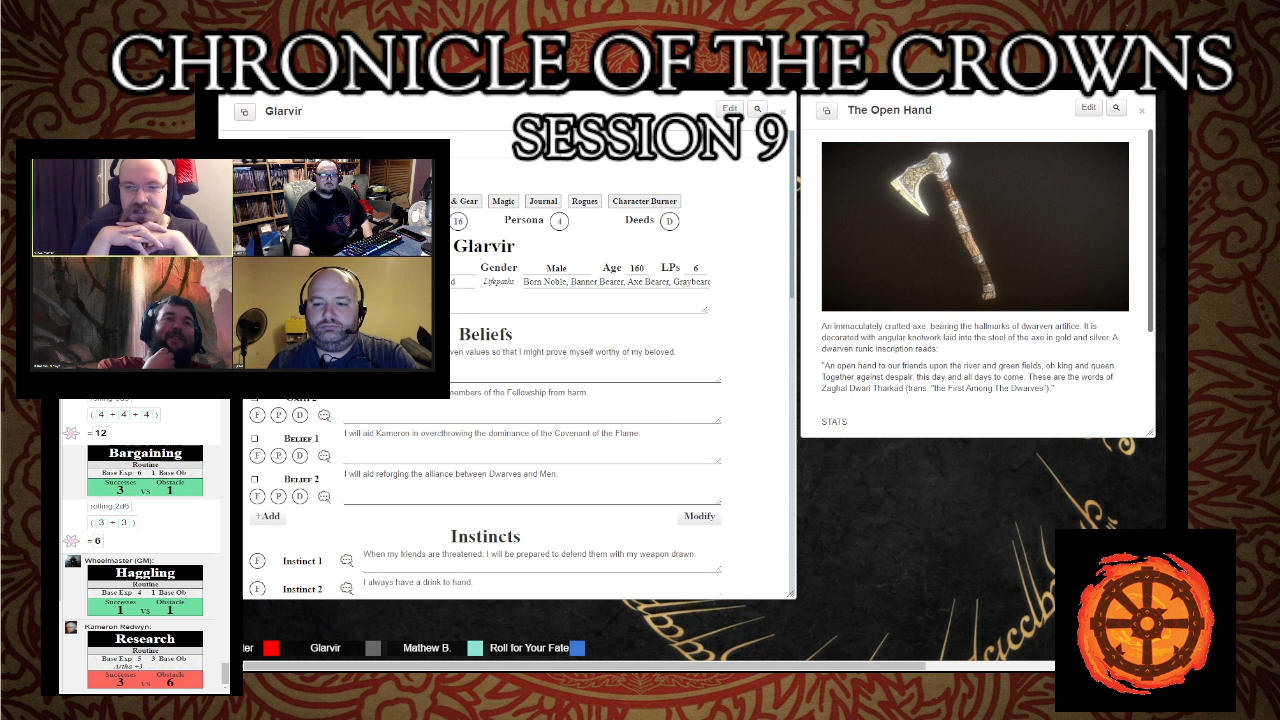 CHRONICLE OF THE CROWNS
SESSION 9
Glarvir
Edit
The Open Hand
Edit
& Gear
Magic
Journal
Rogues
Character Burner
16
Persona
4
Deeds
D
Glarvir
Gender
Male
Age
160
LPs
6
Lifepaths
Born Noble, Banner Bearer, Axe Bearer, Graybeard
Beliefs
values so that I might prove myself worthy of my beloved.
members of the Fellowship from harm.
F P D
BELIEF 1
I will aid Kameron in overthrowing the dominance of the Covenant of the Flame.
F P D
BELIEF 2
I will aid reforging the alliance between Dwarves and Men.
F P D
+Add
Modify
Instincts
F
Instinct 1
When my friends are threatened, I will be prepared to defend them with my weapon drawn.
F
Instinct 2
I always have a drink to hand.
An immaculately crafted axe, bearing the hallmarks of dwarven artifice. It is
decorated with angular knotwork laid into the steel of the axe in gold and silver. A
dwarven runic inscription reads:
"An open hand to our friends upon the river and green fields, oh king and queen.
Together against despair, this day and all days to come. These are the words of
Zaghal Dwari Tharkad (trans. "the First Among The Dwarves")."
STATS
(4+4+4)
=12
Bargaining
Routine
Base Exp 6 1 Base Ob
Successes Obstacle
3 VS 1
rolling 2d6
(3+3)
=6
Wheelmaster (GM):
Haggling
Routine
Base Exp 4 1 Base Ob
Successes Obstacle
1 VS 1
Kameron Redwyn:
Research
Routine
Base Exp 5 3 Base Ob
Artha +3
Successes Obstacle
3 VS 6
Glarvir
Mathew B.
Roll for Your Fate